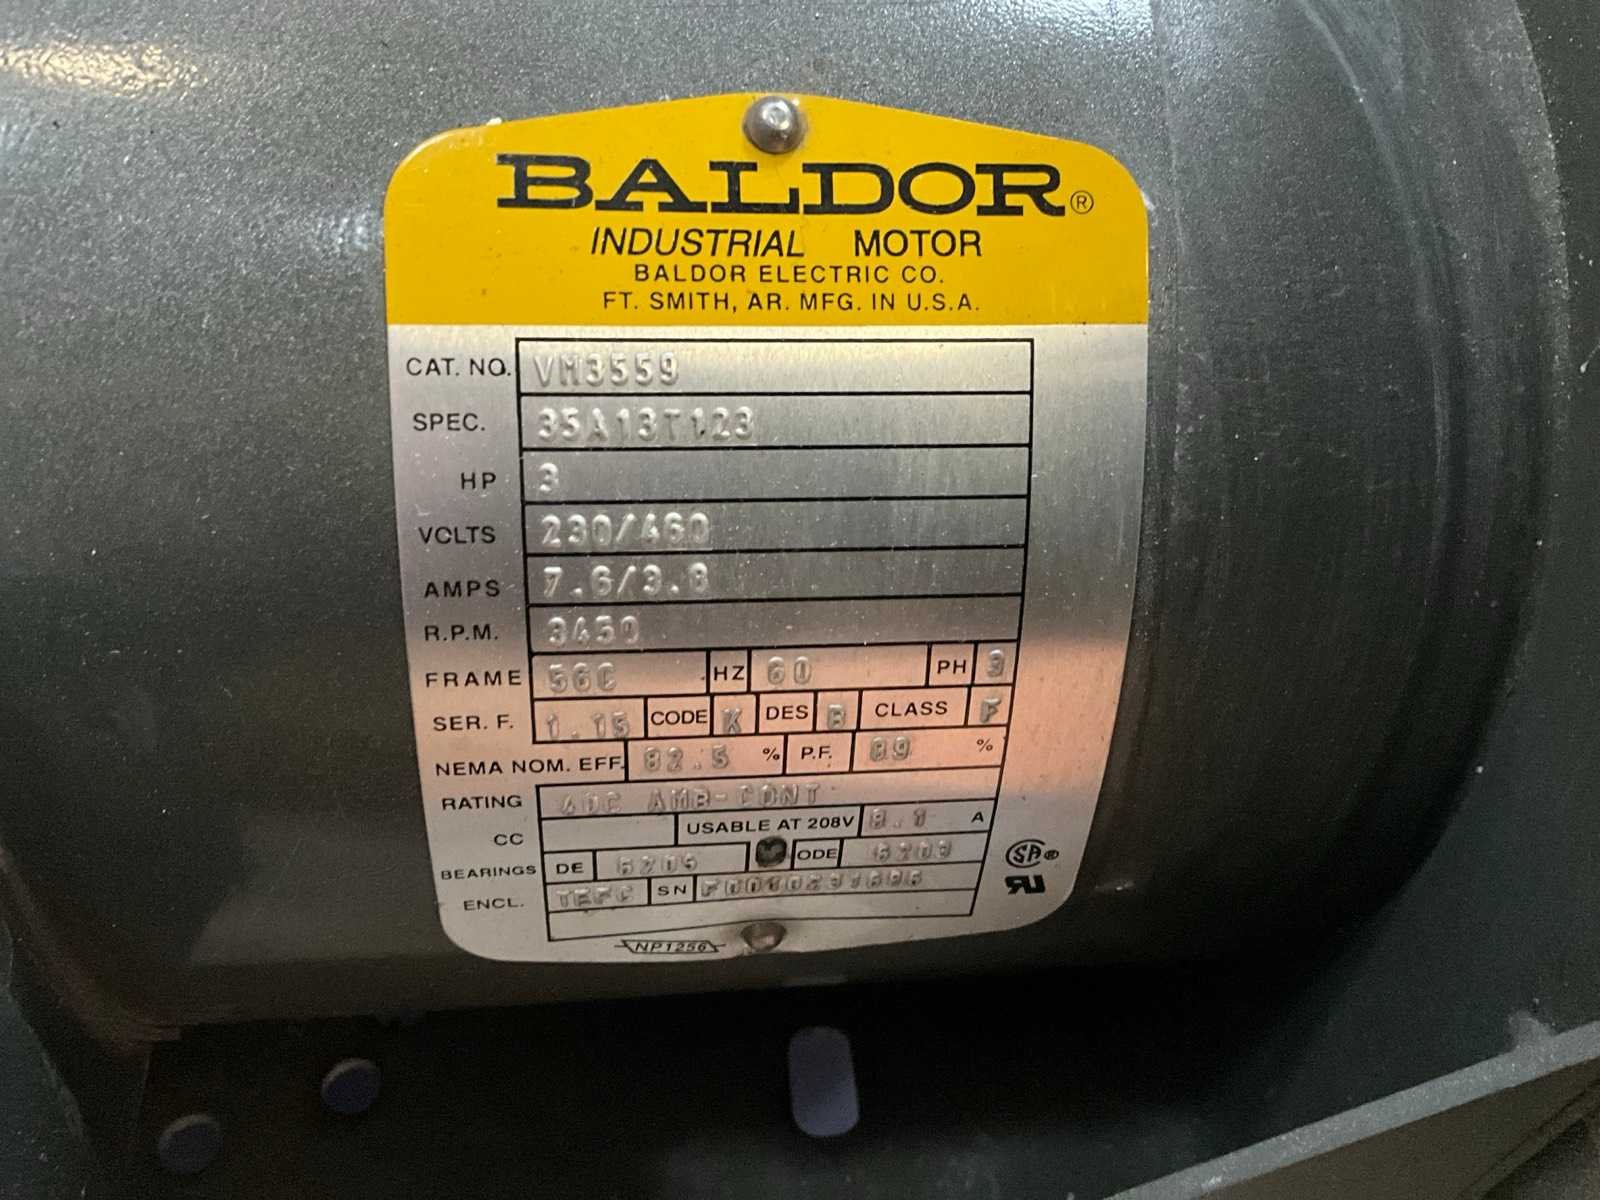 BALDOR®
INDUSTRIAL MOTOR
BALDOR ELECTRIC CO.
FT. SMITH, AR. MFG. IN U.S.A.
CAT. NO. VM3559
SPEC. 35A13T123
HP 3
VOLTS 230/460
AMPS 7.6/3.8
R.P.M. 3450
FRAME 56C HZ 60 PH 3
SER. F. 1.15 CODE K DES B CLASS F
NEMA NOM. EFF. 82.5 % P.F. 89 %
RATING 40C AMB-CONT
CC USABLE AT 208V 8.1 A
BEARINGS DE 6205 ODE 6203
ENCL. TEFC SN
NP1256
SA®